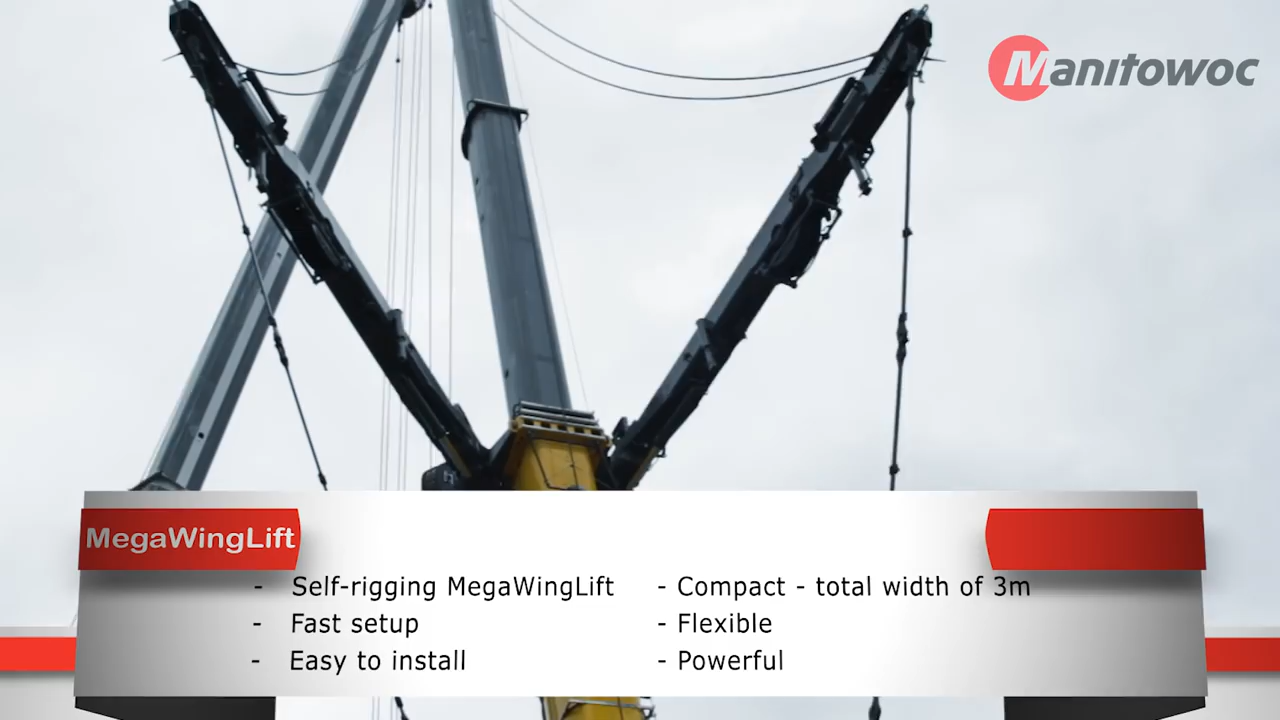 Manitowoc
MegaWingLift
- Self-rigging MegaWingLift
- Fast setup
- Easy to install
- Compact - total width of 3m
- Flexible
- Powerful